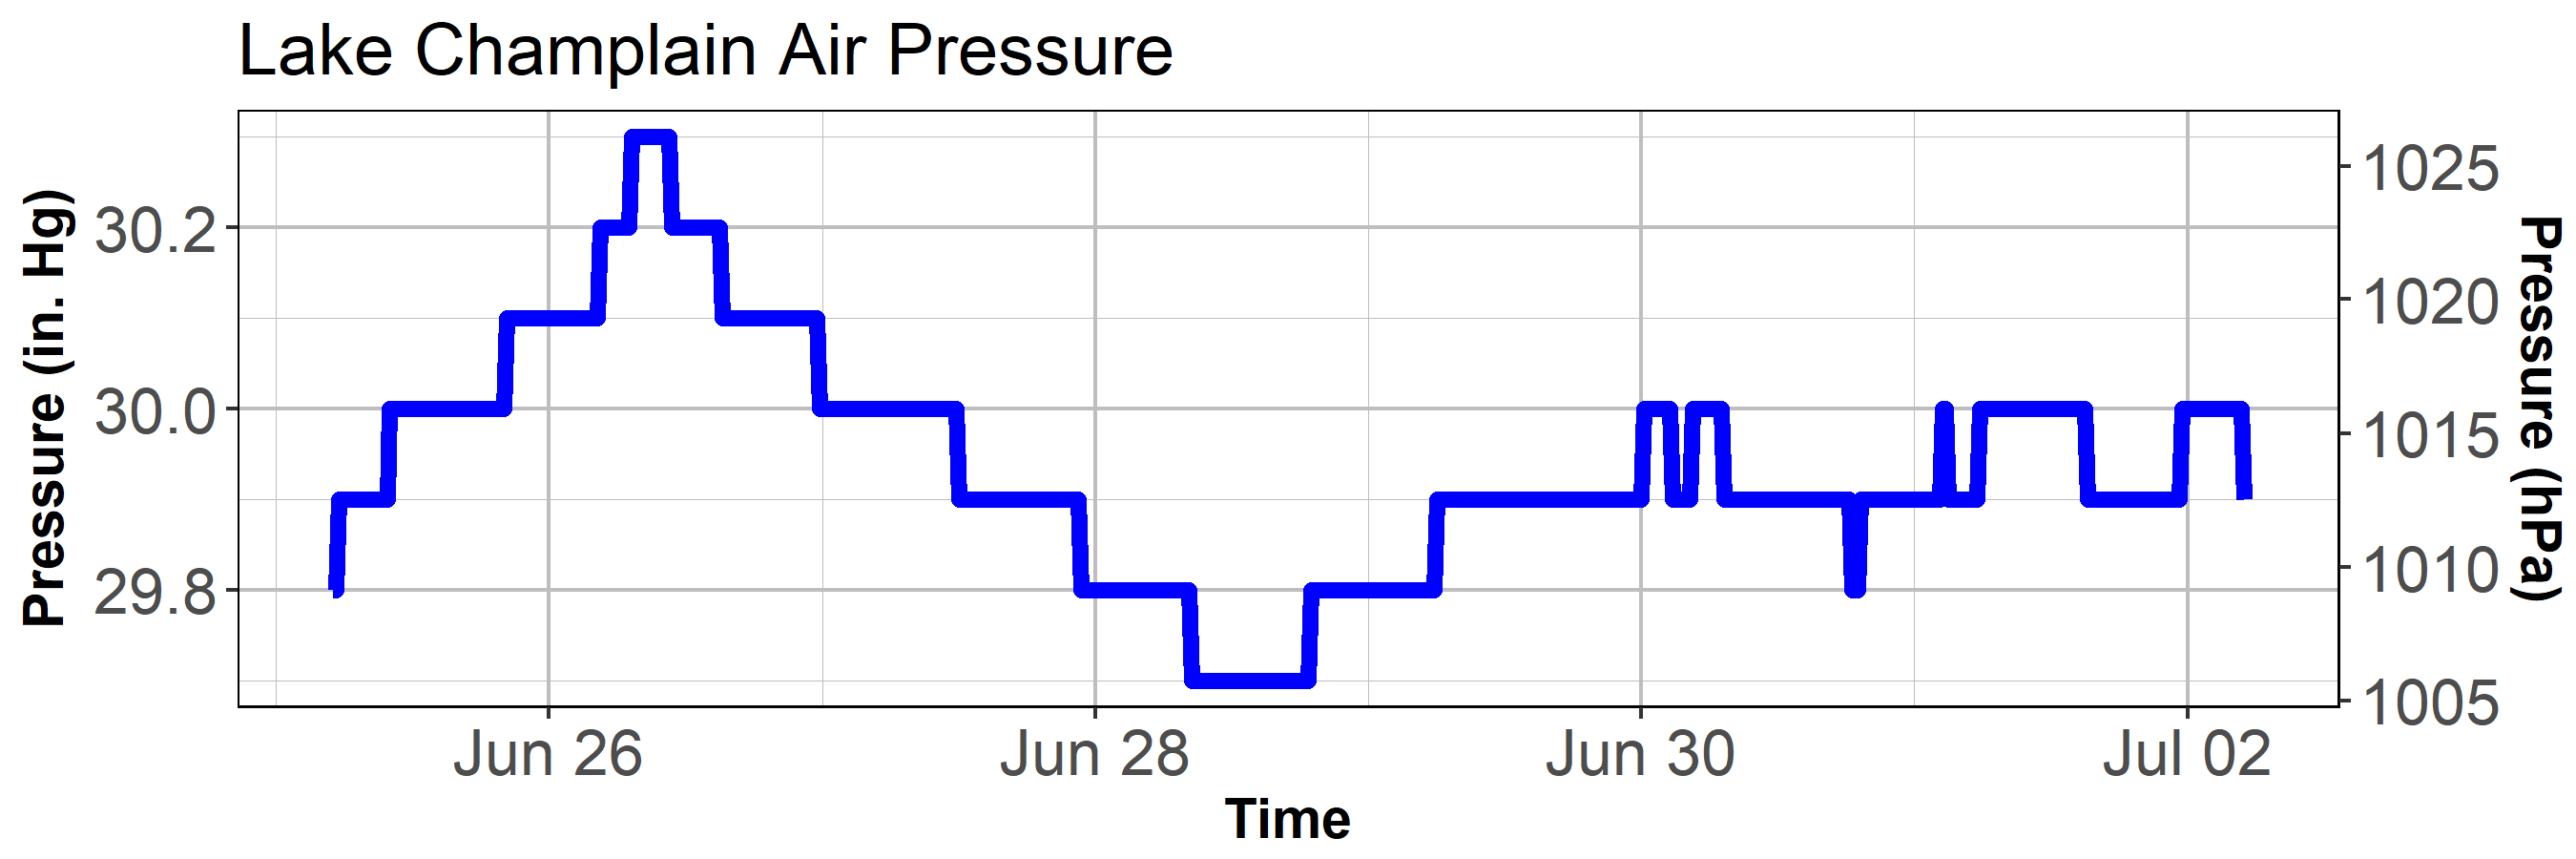 Lake Champlain Air Pressure
Pressure (in. Hg)
30.2
30.0
29.8
1025
1020
1015
1010
1005
Pressure (hPa)
Jun 26
Jun 28
Jun 30
Jul 02
Time